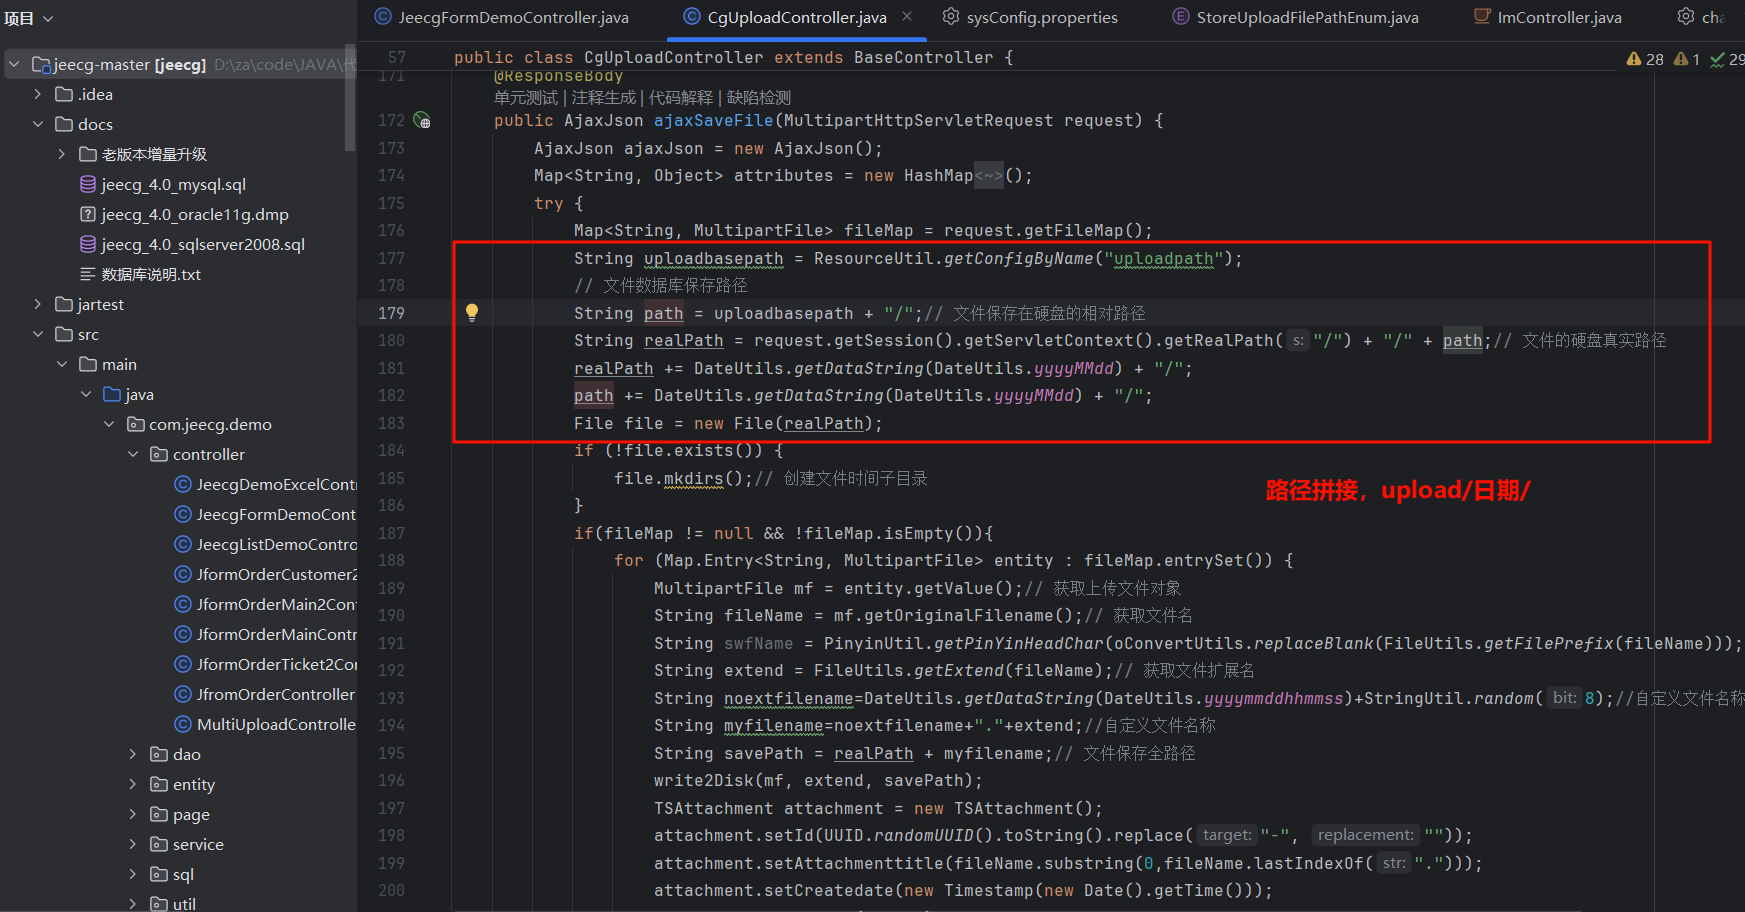 项目
JeecgFormDemoController.java
CgUploadController.java
sysConfig.properties
StoreUploadFilePathEnum.java
ImController.java
jeecg-master [jeecg] D:\za\code\JAVA\代
.idea
docs
老版本增量升级
jeecg_4.0_mysql.sql
jeecg_4.0_oracle11g.dmp
jeecg_4.0_sqlserver2008.sql
数据库说明.txt
jartest
src
main
java
com.jeecg.demo
controller
JeecgDemoExcelContr
JeecgFormDemoCont
JeecgListDemoContro
JformOrderCustomer2
JformOrderMain2Con
JformOrderMainContr
JformOrderTicket2Con
JfromOrderController
MultiUploadControlle
dao
entity
page
service
sql
util
57 public class CgUploadController extends BaseController {
28 1 29
171 @ResponseBody
单元测试 | 注释生成 | 代码解释 | 缺陷检测
172 public AjaxJson ajaxSaveFile(MultipartHttpServletRequest request) {
173 AjaxJson ajaxJson = new AjaxJson();
174 Map<String, Object> attributes = new HashMap<~>();
175 try {
176 Map<String, MultipartFile> fileMap = request.getFileMap();
177 String uploadbasepath = ResourceUtil.getConfigByName("uploadpath");
178 // 文件数据库保存路径
179 String path = uploadbasepath + "/";// 文件保存在硬盘的相对路径
180 String realPath = request.getSession().getServletContext().getRealPath( s: "/") + "/" + path;// 文件的硬盘真实路径
181 realPath += DateUtils.getDataString(DateUtils.yyyyMMdd) + "/";
182 path += DateUtils.getDataString(DateUtils.yyyyMMdd) + "/";
183 File file = new File(realPath);
184 if (!file.exists()) {
185 file.mkdirs();// 创建文件时间子目录
186 }
路径拼接，upload/日期/
187 if(fileMap != null && !fileMap.isEmpty()){
188 for (Map.Entry<String, MultipartFile> entity : fileMap.entrySet()) {
189 MultipartFile mf = entity.getValue();// 获取上传文件对象
190 String fileName = mf.getOriginalFilename();// 获取文件名
191 String swfName = PinyinUtil.getPinYinHeadChar(oConvertUtils.replaceBlank(FileUtils.getFilePrefix(fileName)));
192 String extend = FileUtils.getExtend(fileName);// 获取文件扩展名
193 String noextfilename=DateUtils.getDataString(DateUtils.yyyymmddhhmmss)+StringUtil.random( bit: 8);//自定义文件名称
194 String myfilename=noextfilename+"."+extend;//自定义文件名称
195 String savePath = realPath + myfilename;// 文件保存全路径
196 write2Disk(mf, extend, savePath);
197 TSAttachment attachment = new TSAttachment();
198 attachment.setId(UUID.randomUUID().toString().replace( target: "-", replacement: ""));
199 attachment.setAttachmenttitle(fileName.substring(0,fileName.lastIndexOf( str: ".")));
200 attachment.setCreatedate(new Timestamp(new Date().getTime()));